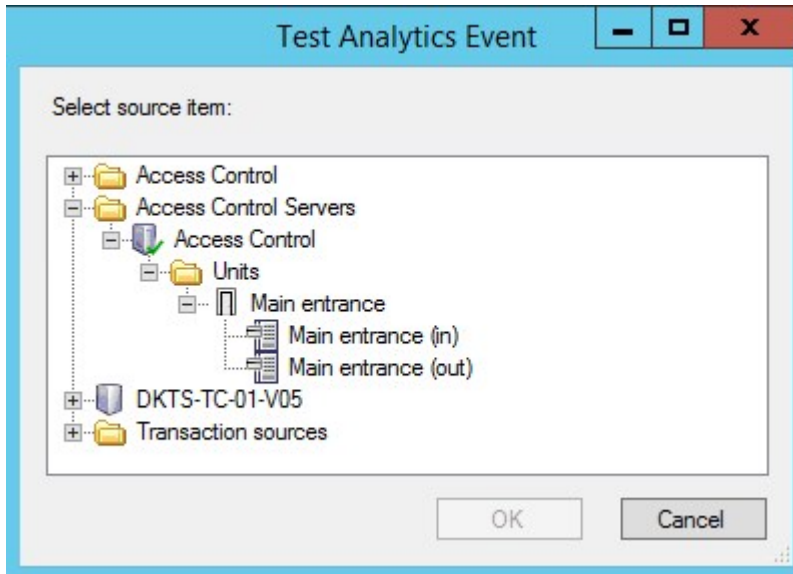 Test Analytics Event
Select source item:
Access Control
Access Control Servers
Access Control
Units
Main entrance
Main entrance (in)
Main entrance (out)
DKTS-TC-01-V05
Transaction sources
OK
Cancel